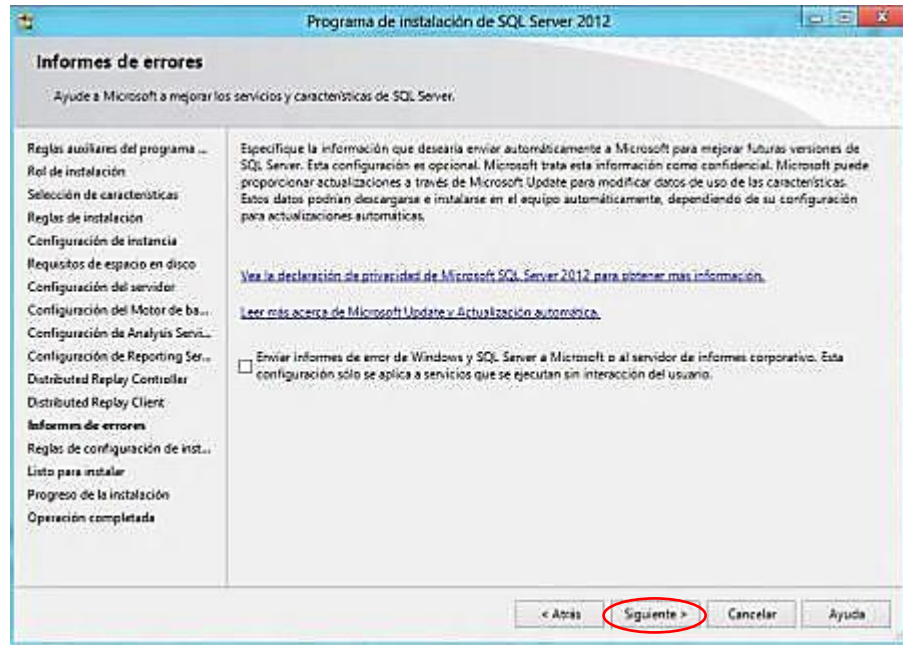 Programa de instalación de SQL Server 2012
Informes de errores
Ayude a Microsoft a mejorar los servicios y características de SQL Server.
Reglas auxiliares del programa ...
Rol de instalación
Selección de características
Reglas de instalación
Configuración de instancia
Requisitos de espacio en disco
Configuración del servidor
Configuración del Motor de ba...
Configuración de Analysis Servi...
Configuración de Reporting Ser...
Distributed Replay Controller
Distributed Replay Client
Informes de errores
Reglas de configuración de inst...
Listo para instalar
Progreso de la instalación
Operación completada
Especifique la información que desearía enviar automáticamente a Microsoft para mejorar futuras versiones de
SQL Server. Esta configuración es opcional. Microsoft trata esta información como confidencial. Microsoft puede
proporcionar actualizaciones a través de Microsoft Update para modificar datos de uso de las características.
Estos datos podrían descargarse e instalarse en el equipo automáticamente, dependiendo de su configuración
para actualizaciones automáticas.
Vea la declaración de privacidad de Microsoft SQL Server 2012 para obtener más información.
Leer más acerca de Microsoft Update y Actualización automática.
Enviar informes de error de Windows y SQL Server a Microsoft o al servidor de informes corporativo. Esta
configuración sólo se aplica a servicios que se ejecutan sin interacción del usuario.
< Atrás
Siguiente >
Cancelar
Ayuda